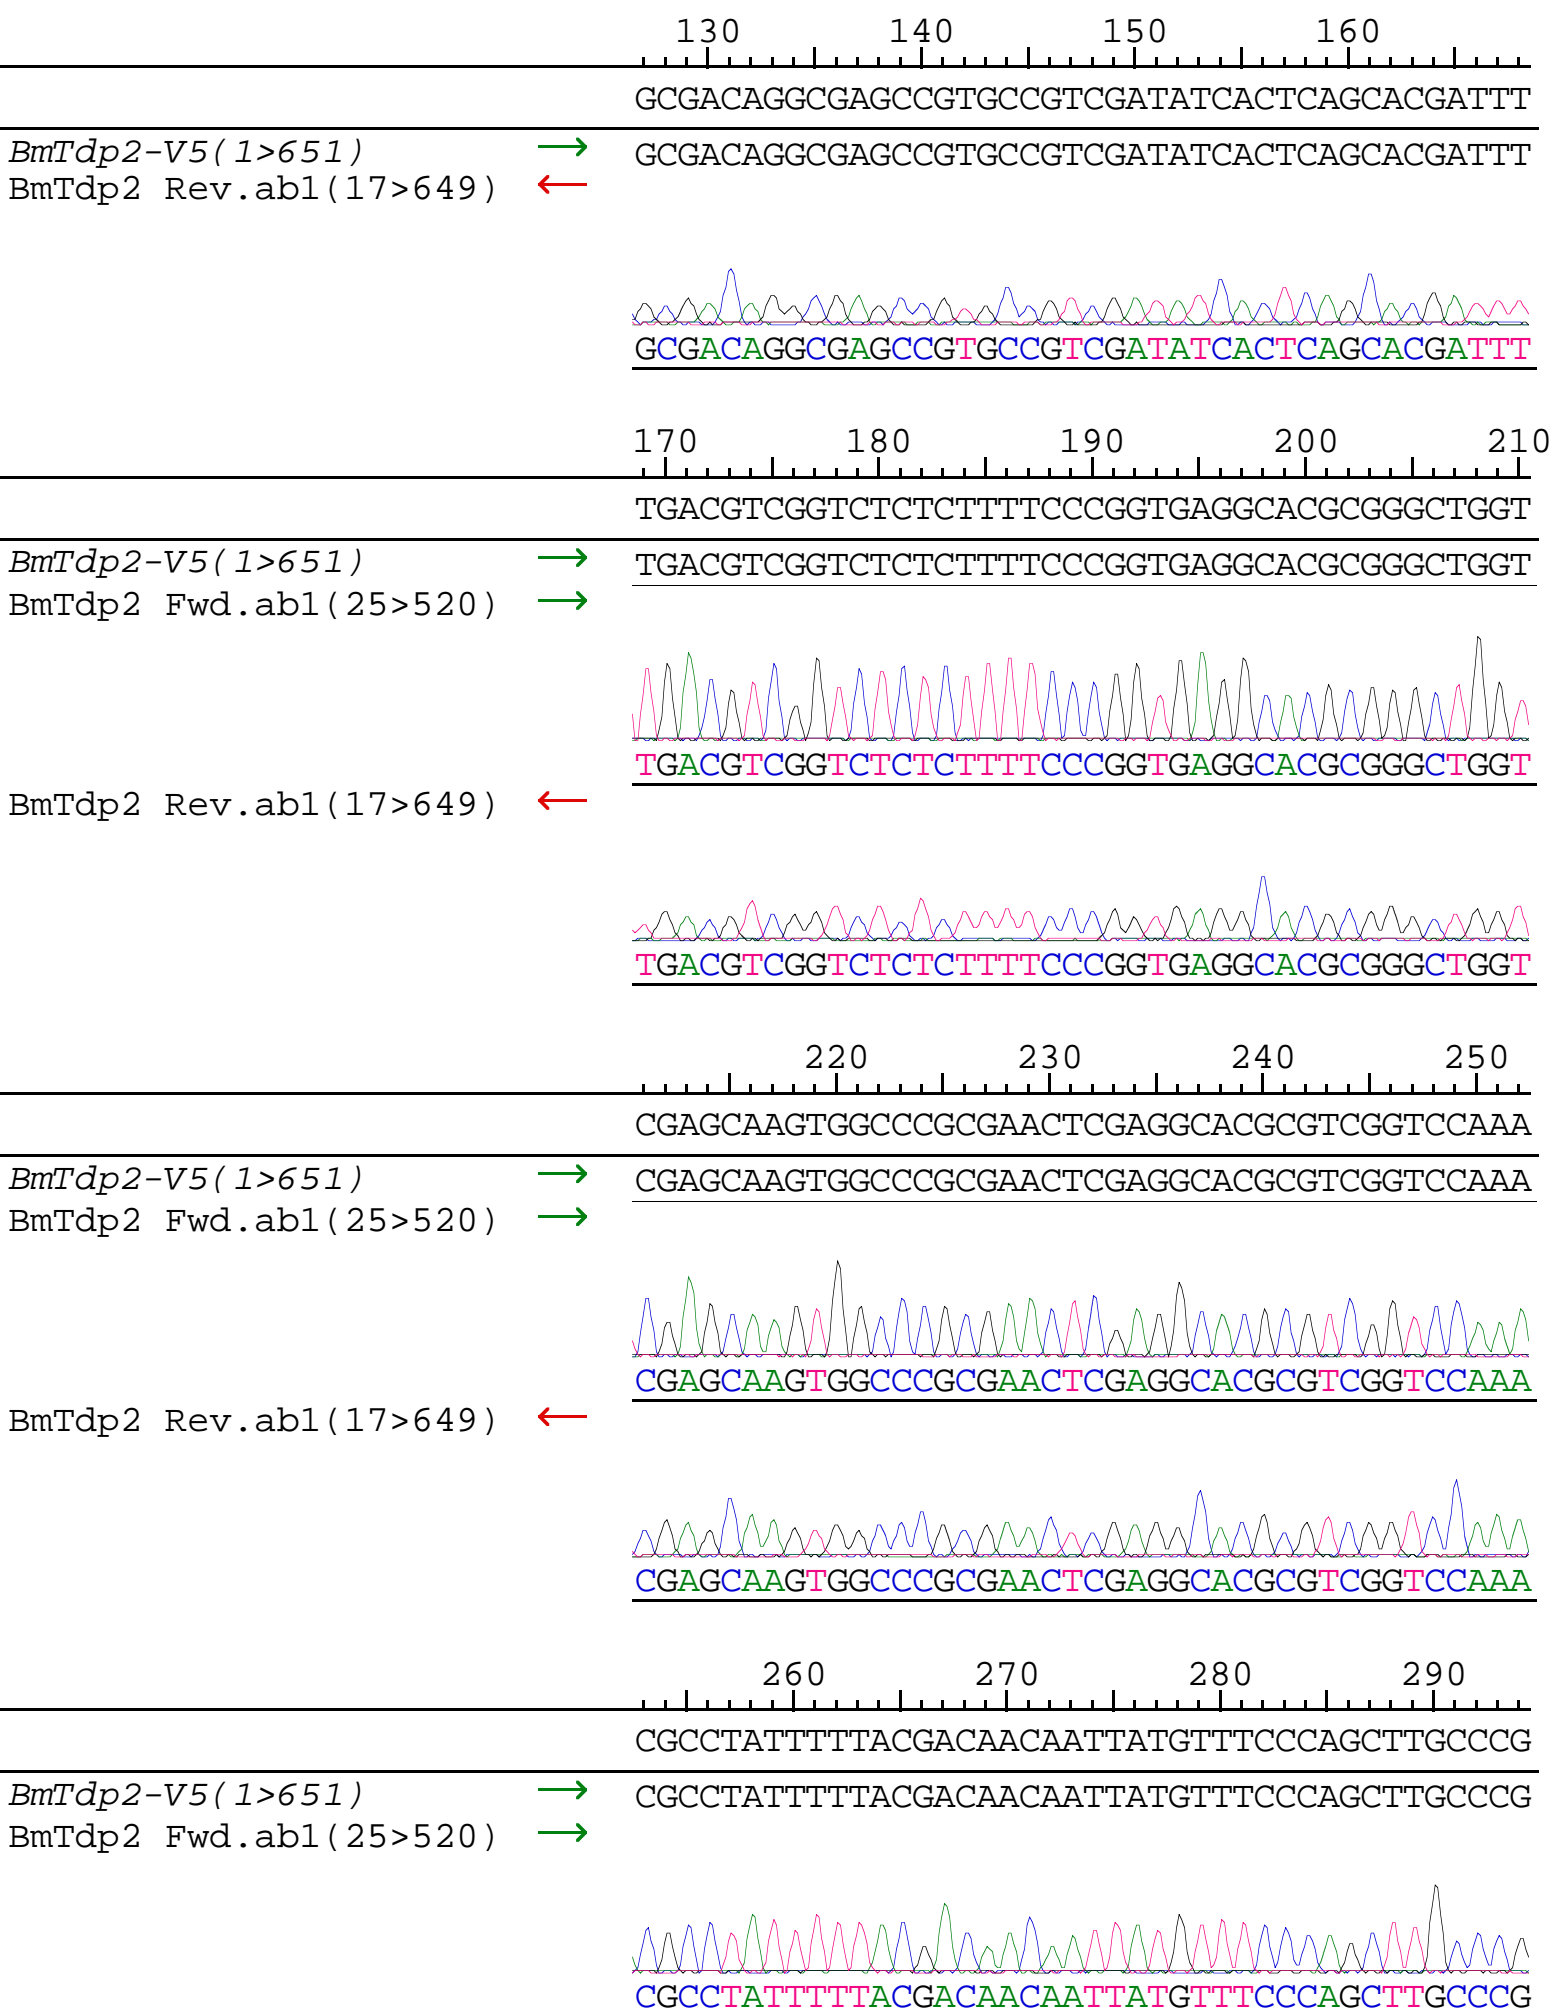 130 140 150 160
GCGACAGGCGAGCCGTGCCGTCGATATCACTCAGCACGATTT
BmTdp2-V5(1>651) → GCGACAGGCGAGCCGTGCCGTCGATATCACTCAGCACGATTT
BmTdp2 Rev.ab1(17>649) ←
GCGACAGGCGAGCCGTGCCGTCGATATCACTCAGCACGATTT
170 180 190 200 210
TGACGTCGGTCTCTCTTTTCCCGGTGAGGCACGCGGGCTGGT
BmTdp2-V5(1>651) → TGACGTCGGTCTCTCTTTTCCCGGTGAGGCACGCGGGCTGGT
BmTdp2 Fwd.ab1(25>520) →
TGACGTCGGTCTCTCTTTTCCCGGTGAGGCACGCGGGCTGGT
BmTdp2 Rev.ab1(17>649) ←
TGACGTCGGTCTCTCTTTTCCCGGTGAGGCACGCGGGCTGGT
220 230 240 250
CGAGCAAGTGGCCCGCGAACTCGAGGCACGCGTCGGTCCAAA
BmTdp2-V5(1>651) → CGAGCAAGTGGCCCGCGAACTCGAGGCACGCGTCGGTCCAAA
BmTdp2 Fwd.ab1(25>520) →
CGAGCAAGTGGCCCGCGAACTCGAGGCACGCGTCGGTCCAAA
BmTdp2 Rev.ab1(17>649) ←
CGAGCAAGTGGCCCGCGAACTCGAGGCACGCGTCGGTCCAAA
260 270 280 290
CGCCTATTTTTACGACAACAATTATGTTTCCCAGCTTGCCCG
BmTdp2-V5(1>651) → CGCCTATTTTTACGACAACAATTATGTTTCCCAGCTTGCCCG
BmTdp2 Fwd.ab1(25>520) →
CGCCTATTTTTACGACAACAATTATGTTTCCCAGCTTGCCCG